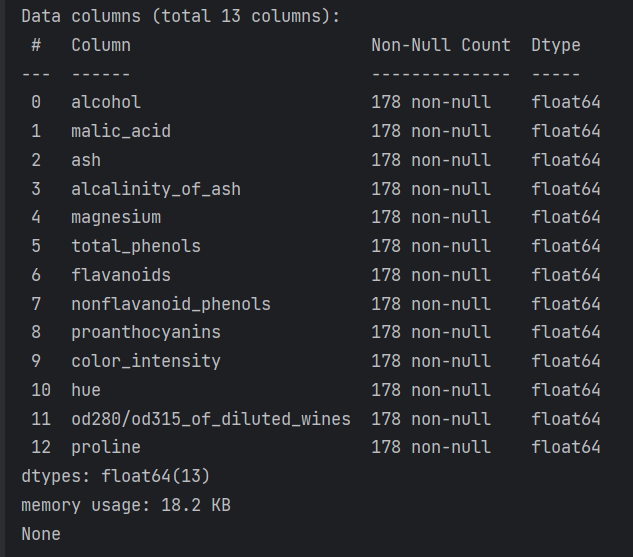 Data columns (total 13 columns):
 #   Column                        Non-Null Count  Dtype
---  ------                        --------------  -----
 0   alcohol                       178 non-null    float64
 1   malic_acid                    178 non-null    float64
 2   ash                           178 non-null    float64
 3   alcalinity_of_ash             178 non-null    float64
 4   magnesium                     178 non-null    float64
 5   total_phenols                 178 non-null    float64
 6   flavanoids                    178 non-null    float64
 7   nonflavanoid_phenols          178 non-null    float64
 8   proanthocyanins               178 non-null    float64
 9   color_intensity               178 non-null    float64
 10  hue                           178 non-null    float64
 11  od280/od315_of_diluted_wines  178 non-null    float64
 12  proline                       178 non-null    float64
dtypes: float64(13)
memory usage: 18.2 KB
None